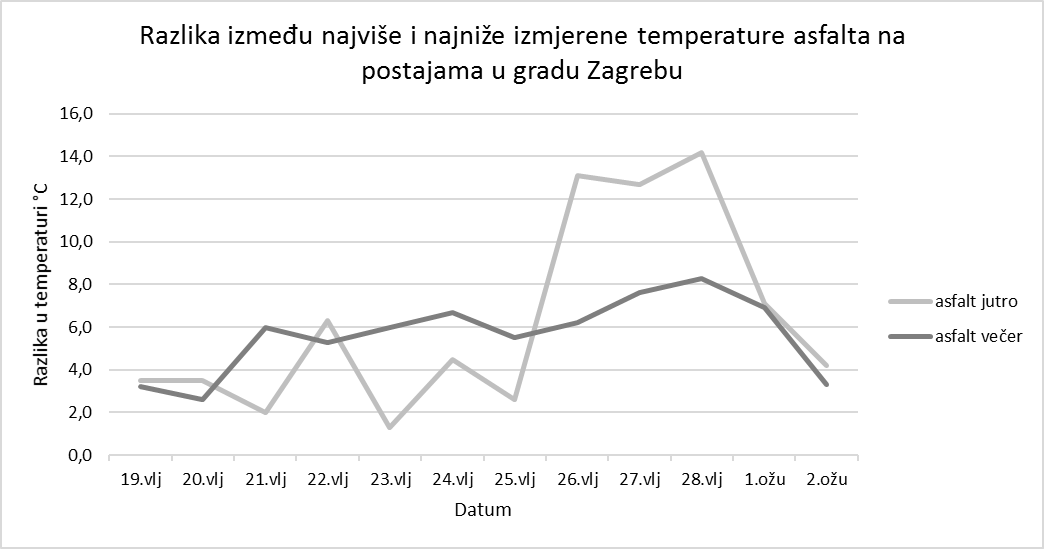 Razlika između najviše i najniže izmjerene temperature asfalta na
postajama u gradu Zagrebu
Razlika u temperaturi °C
16,0
14,0
12,0
10,0
8,0
6,0
4,0
2,0
0,0
19.vlj 20.vlj 21.vlj 22.vlj 23.vlj 24.vlj 25.vlj 26.vlj 27.vlj 28.vlj 1.ožu 2.ožu
Datum
asfalt jutro
asfalt večer